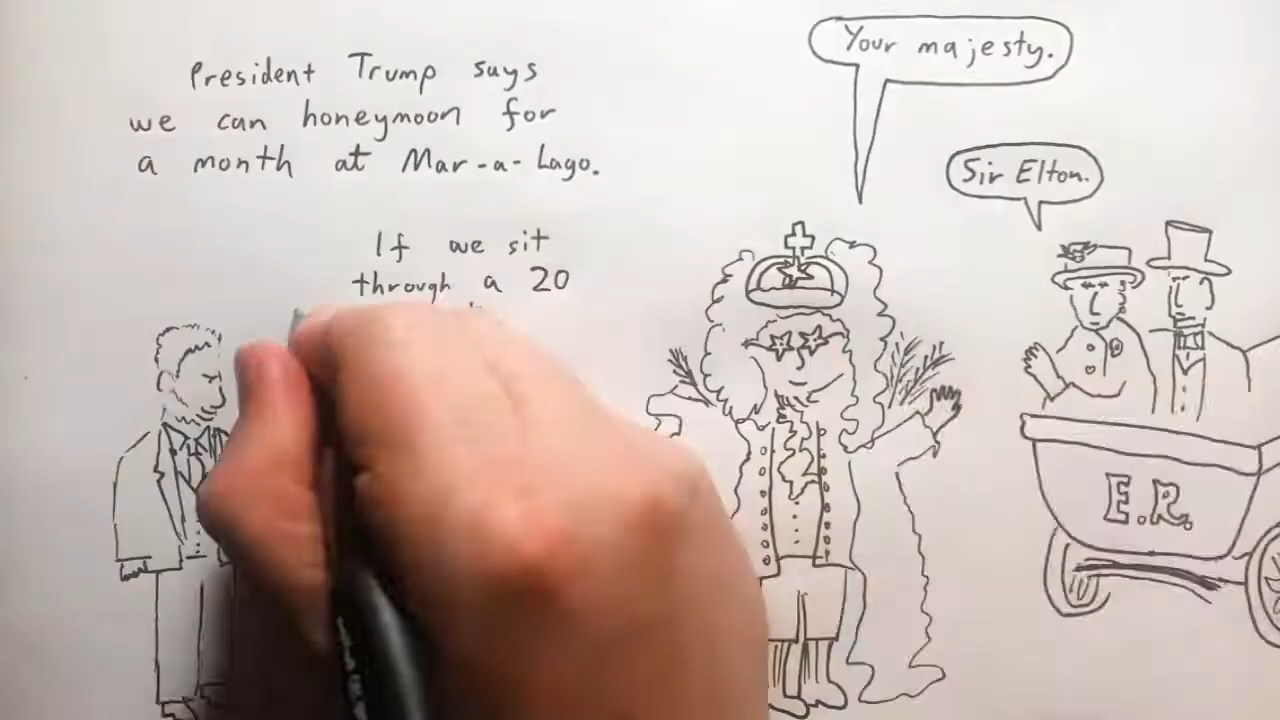 President Trump says
we can honeymoon for
a month at Mar-a-Lago.
If we sit
through a 20
Your majesty.
Sir Elton.
E.R.